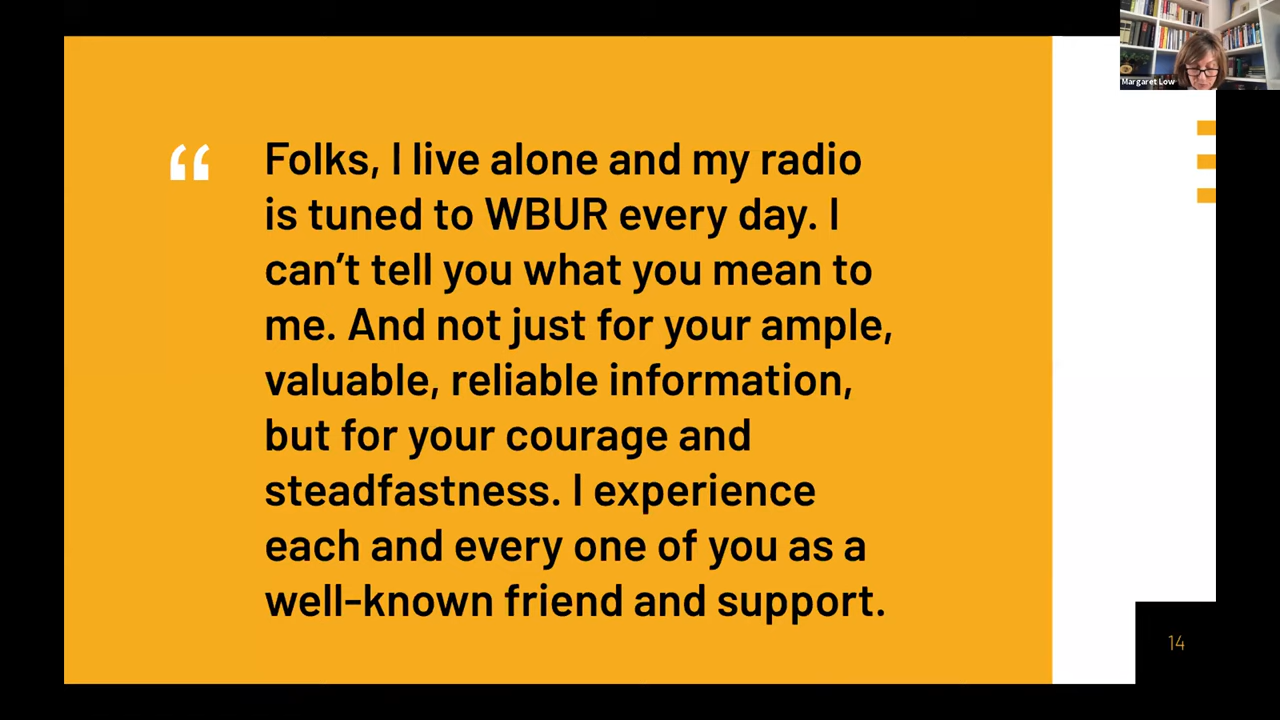 Margaret Low
“
Folks, I live alone and my radio
is tuned to WBUR every day. I
can’t tell you what you mean to
me. And not just for your ample,
valuable, reliable information,
but for your courage and
steadfastness. I experience
each and every one of you as a
well-known friend and support.
14